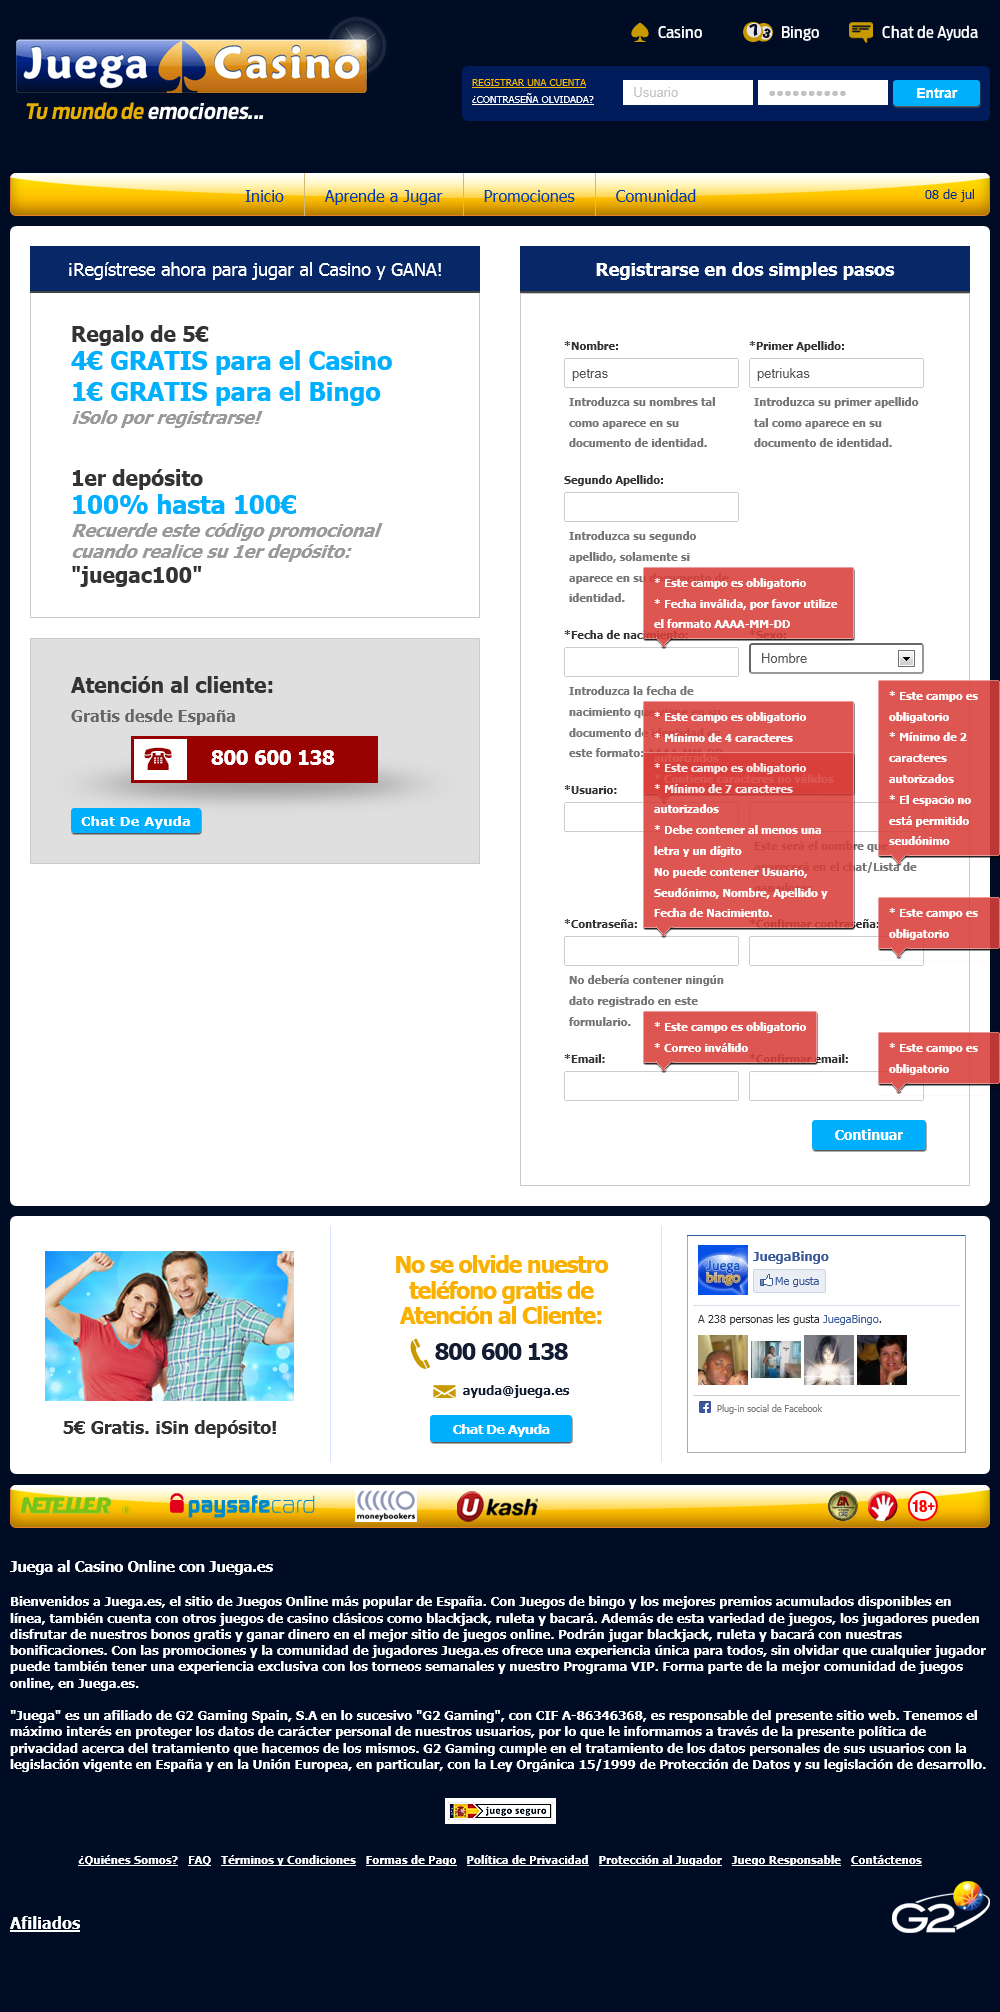 Casino
Bingo
Chat de Ayuda
Juega Casino
Tu mundo de emociones...
REGISTRAR UNA CUENTA
¿CONTRASEÑA OLVIDADA?
Usuario
Entrar
Inicio
Aprende a Jugar
Promociones
Comunidad
08 de jul
¡Regístrese ahora para jugar al Casino y GANA!
Regalo de 5€
4€ GRATIS para el Casino
1€ GRATIS para el Bingo
¡Solo por registrarse!
1er depósito
100% hasta 100€
Recuerde este código promocional
cuando realice su 1er depósito:
"juegac100"
Atención al cliente:
Gratis desde España
800 600 138
Chat De Ayuda
Registrarse en dos simples pasos
*Nombre:
*Primer Apellido:
petras
petriukas
Introduzca su nombres tal
como aparece en su
documento de identidad.
Introduzca su primer apellido
tal como aparece en su
documento de identidad.
Segundo Apellido:
Introduzca su segundo
apellido, solamente si
aparece en su documento de
identidad.
* Este campo es obligatorio
* Fecha inválida, por favor utilize
el formato AAAA-MM-DD
*Fecha de nacimiento:
*Sexo:
Hombre
Introduzca la fecha de
nacimiento que
documento de
este formato: AAAA-MM-DD
* Este campo es obligatorio
* Mínimo de 4 caracteres
autorizados
* Contiene caracteres no válidos
* Este campo es
obligatorio
* Mínimo de 2
caracteres
autorizados
* El espacio no
está permitido
seudónimo
*Usuario:
* Este campo es obligatorio
* Mínimo de 7 caracteres
autorizados
* Debe contener al menos una
letra y un dígito
No puede contener Usuario,
Seudónimo, Nombre, Apellido y
Fecha de Nacimiento.
Este será el nombre que
aparecerá en el chat/Lista de
*Contraseña:
*Confirmar contraseña:
* Este campo es
obligatorio
No debería contener ningún
dato registrado en este
formulario.
* Este campo es obligatorio
* Correo inválido
*Email:
*Confirmar email:
* Este campo es
obligatorio
Continuar
5€ Gratis. ¡Sin depósito!
No se olvide nuestro
teléfono gratis de
Atención al Cliente:
800 600 138
ayuda@juega.es
Chat De Ayuda
Juega
bingo
JuegaBingo
Me gusta
A 238 personas les gusta JuegaBingo.
Plug-in social de Facebook
NETELLER
paysafecard
moneybookers
Ukash
18+
Juega al Casino Online con Juega.es
Bienvenidos a Juega.es, el sitio de Juegos Online más popular de España. Con Juegos de bingo y los mejores premios acumulados disponibles en
línea, también cuenta con otros juegos de casino clásicos como blackjack, ruleta y bacará. Además de esta variedad de juegos, los jugadores pueden
disfrutar de nuestros bonos gratis y ganar dinero en el mejor sitio de juegos online. Podrán jugar blackjack, ruleta y bacará con nuestras
bonificaciones. Con las promociones y la comunidad de jugadores Juega.es ofrece una experiencia única para todos, sin olvidar que cualquier jugador
puede también tener una experiencia exclusiva con los torneos semanales y nuestro Programa VIP. Forma parte de la mejor comunidad de juegos
online, en Juega.es.
"Juega" es un afiliado de G2 Gaming Spain, S.A en lo sucesivo "G2 Gaming", con CIF A-86346368, es responsable del presente sitio web. Tenemos el
máximo interés en proteger los datos de carácter personal de nuestros usuarios, por lo que le informamos a través de la presente política de
privacidad acerca del tratamiento que hacemos de los mismos. G2 Gaming cumple en el tratamiento de los datos personales de sus usuarios con la
legislación vigente en España y en la Unión Europea, en particular, con la Ley Orgánica 15/1999 de Protección de Datos y su legislación de desarrollo.
juego seguro
¿Quiénes Somos? FAQ Términos y Condiciones Formas de Pago Política de Privacidad Protección al Jugador Juego Responsable Contáctenos
Afiliados
G2